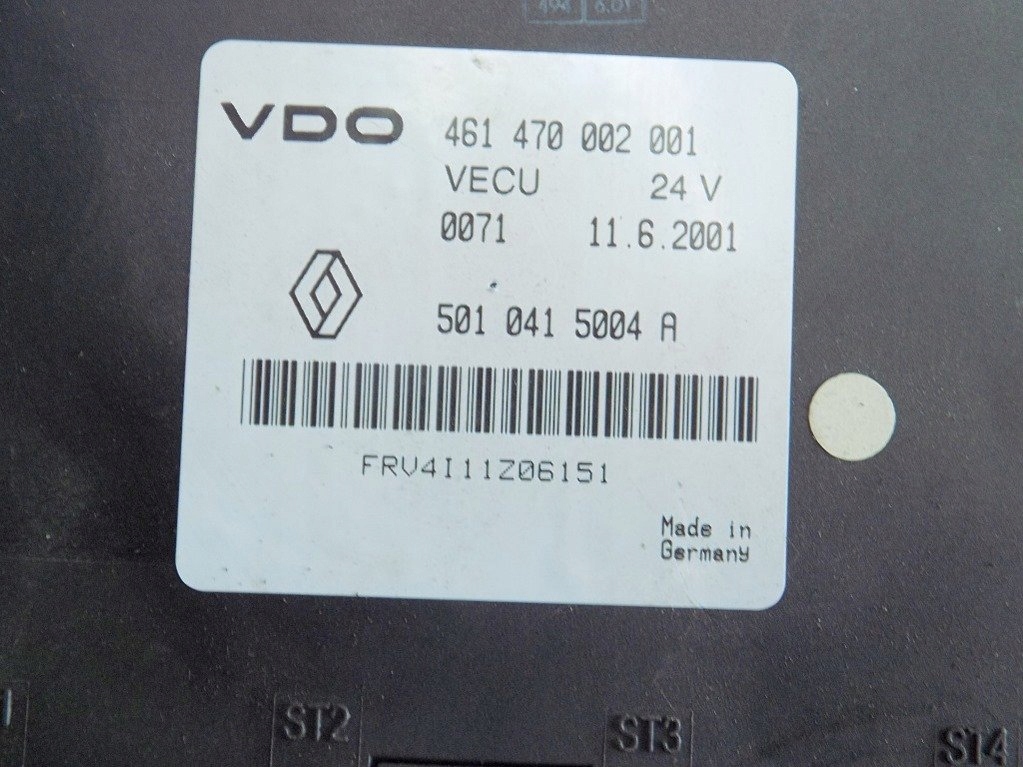 VDO 461 470 002 001
VECU 24 V
0071 11.6.2001
501 041 5004 A
FRV4I11Z06151
Made in
Germany
ST2 ST3 ST4